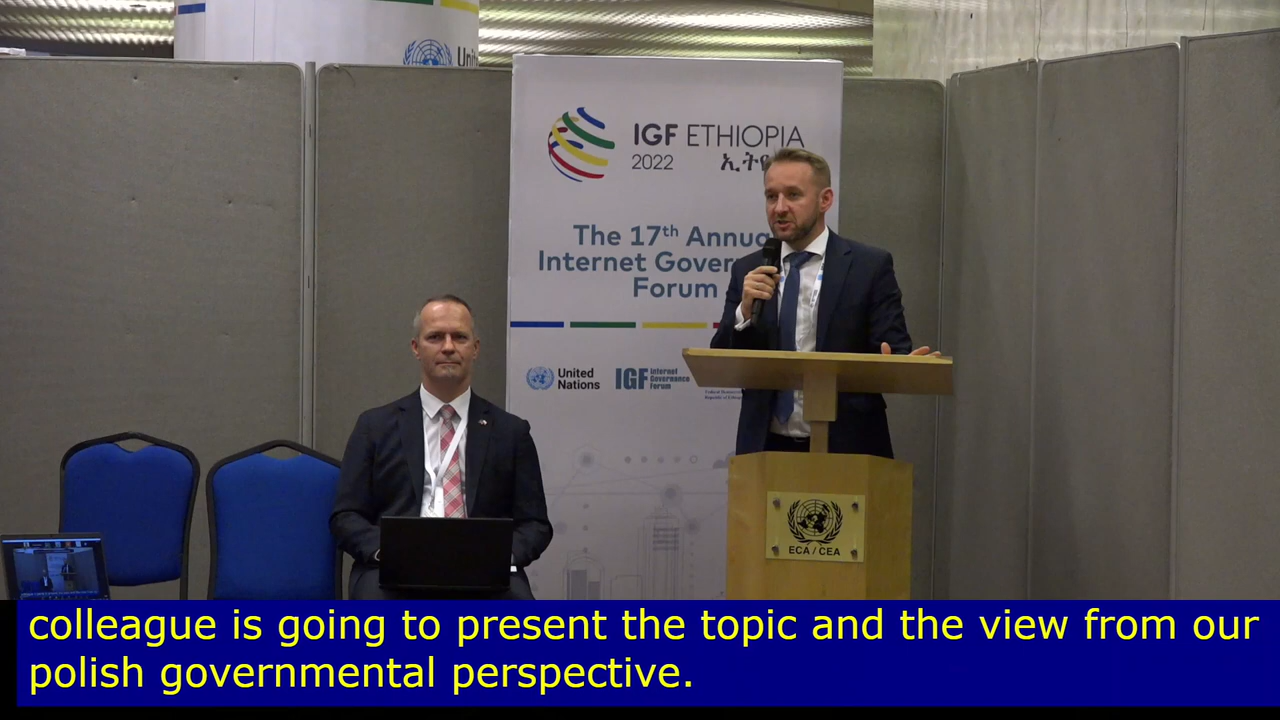 IGF ETHIOPIA
2022
The 17th Annua
Internet Gover
Forum
United
Nations
IGF Internet
Governance
Forum
ECA / CEA
colleague is going to present the topic and the view from our
polish governmental perspective.